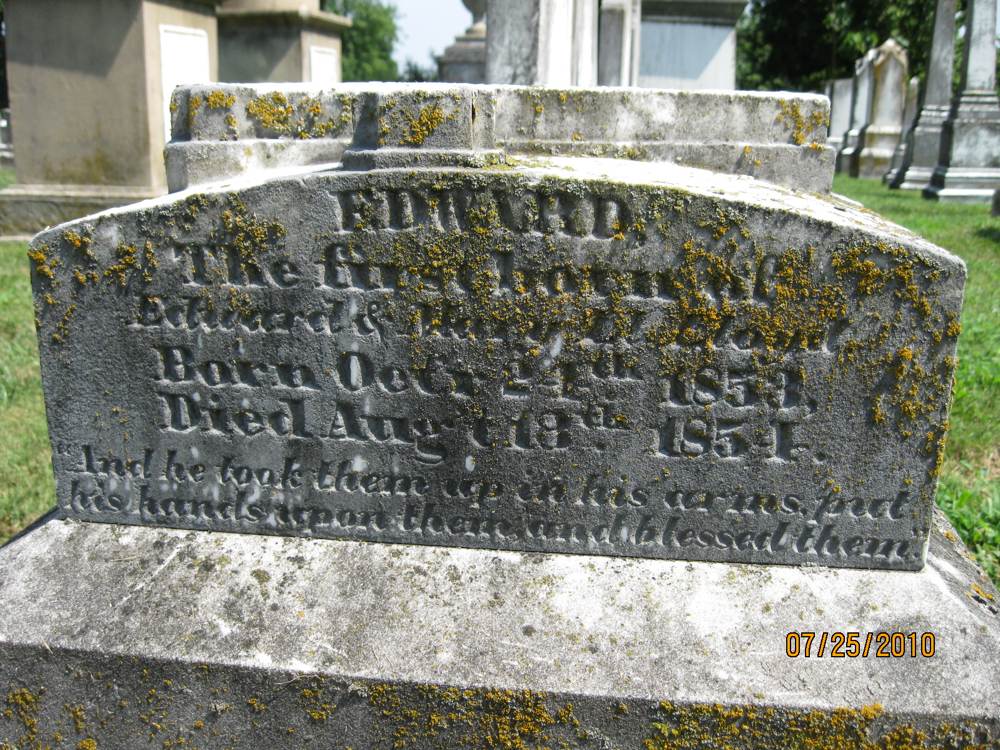 EDWARD,
The first born of
Edward & Mary
Born Oct'r 24th 1853,
Died Aug't 13th 1854.
"And he took them up in his arms, put
his hands upon them, and blessed them"
07/25/2010